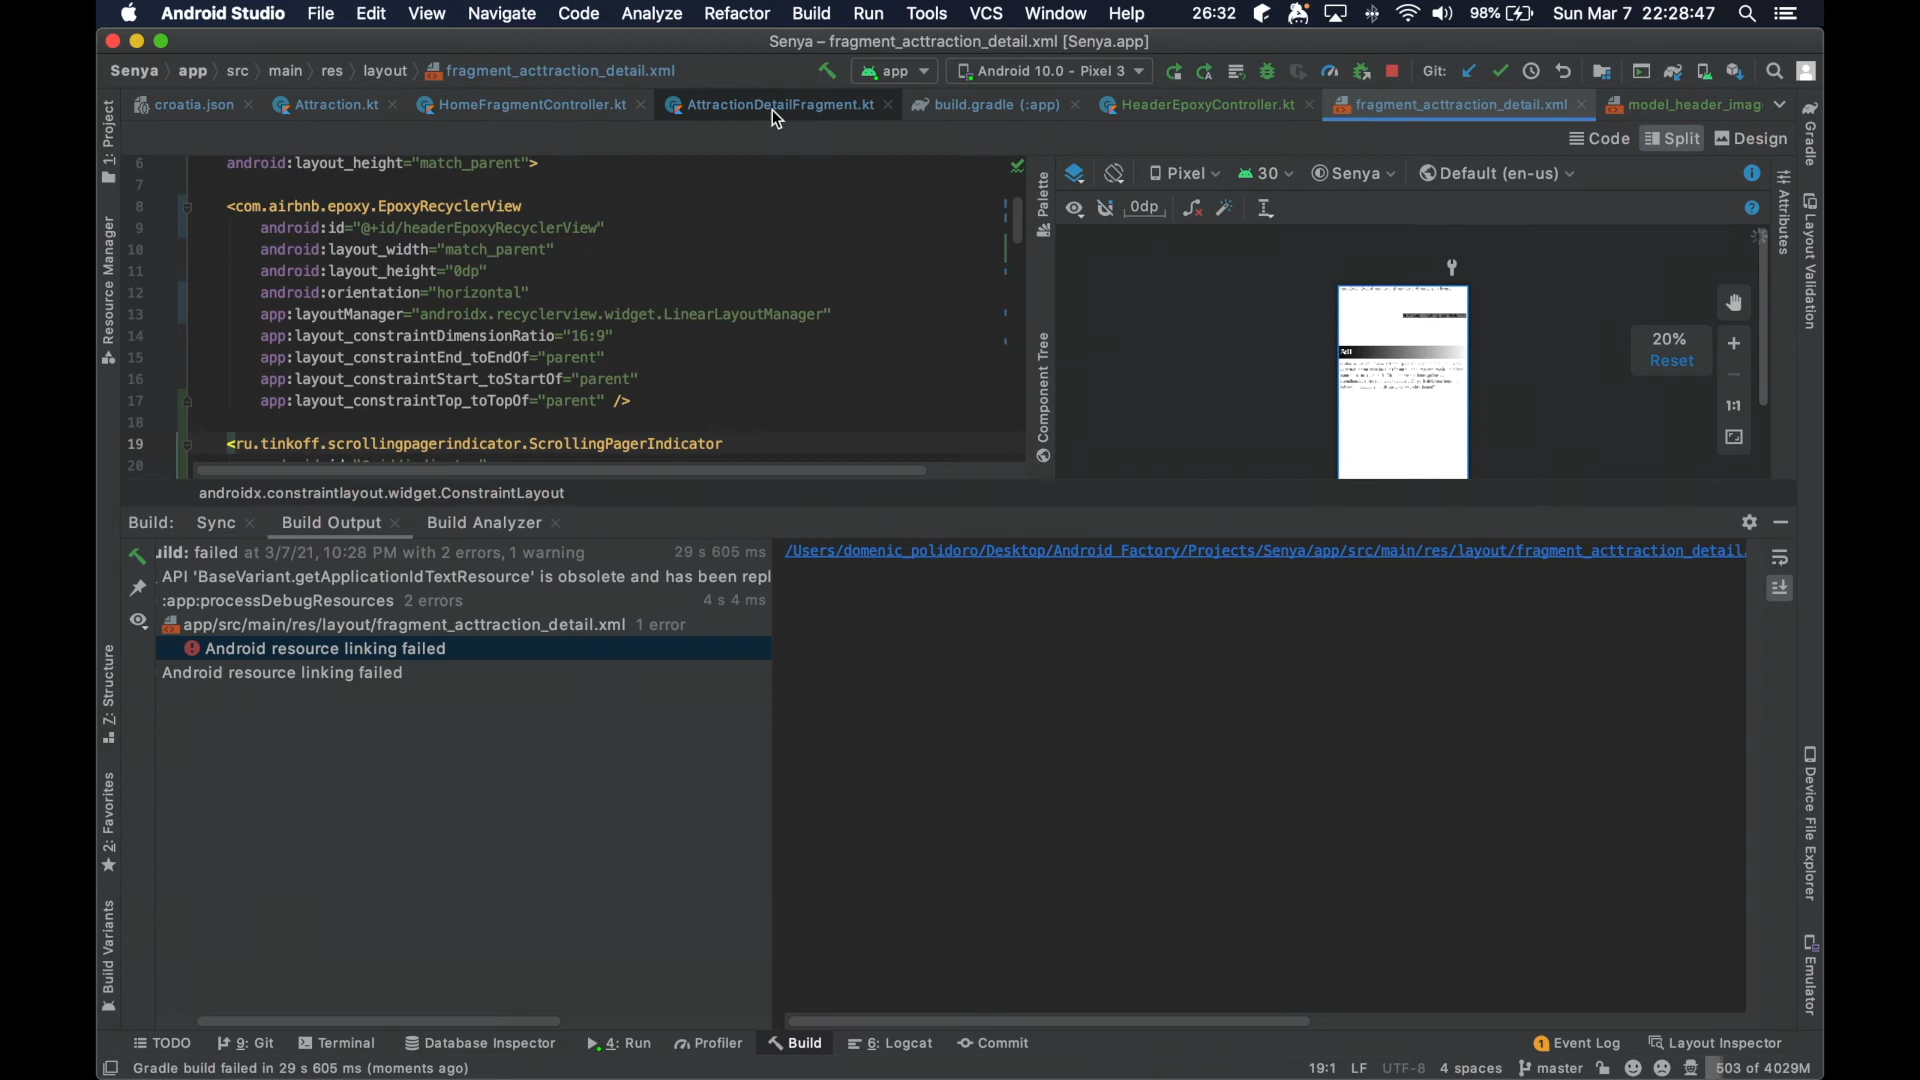 Android Studio File Edit View Navigate Code Analyze Refactor Build Run Tools VCS Window Help 26:32 98% Sun Mar 7 22:28:47
Senya – fragment_acttraction_detail.xml [Senya.app]
Senya app src main res layout fragment_acttraction_detail.xml app Android 10.0 - Pixel 3 Git:
croatia.json Attraction.kt HomeFragmentController.kt AttractionDetailFragment.kt build.gradle (:app) HeaderEpoxyController.kt fragment_acttraction_detail.xml model_header_imag
Code Split Design
6 android:layout_height="match_parent">
7
8 <com.airbnb.epoxy.EpoxyRecyclerView
9 android:id="@+id/headerEpoxyRecyclerView"
10 android:layout_width="match_parent"
11 android:layout_height="0dp"
12 android:orientation="horizontal"
13 app:layoutManager="androidx.recyclerview.widget.LinearLayoutManager"
14 app:layout_constraintDimensionRatio="16:9"
15 app:layout_constraintEnd_toEndOf="parent"
16 app:layout_constraintStart_toStartOf="parent"
17 app:layout_constraintTop_toTopOf="parent" />
18
19 <ru.tinkoff.scrollingpagerindicator.ScrollingPagerIndicator
20
androidx.constraintlayout.widget.ConstraintLayout
Pixel 30 Senya Default (en-us)
0dp
20%
Reset
1:1
Palette
Component Tree
1: Project
Resource Manager
Z: Structure
2: Favorites
Build Variants
Gradle
Attributes
Layout Validation
Device File Explorer
Emulator
Build: Sync Build Output Build Analyzer
uild: failed at 3/7/21, 10:28 PM with 2 errors, 1 warning 29 s 605 ms
API 'BaseVariant.getApplicationIdTextResource' is obsolete and has been repl
:app:processDebugResources 2 errors 4 s 4 ms
app/src/main/res/layout/fragment_acttraction_detail.xml 1 error
Android resource linking failed
Android resource linking failed
/Users/domenic_polidoro/Desktop/Android Factory/Projects/Senya/app/src/main/res/layout/fragment_acttraction_detail.
TODO 9: Git Terminal Database Inspector 4: Run Profiler Build 6: Logcat Commit 1 Event Log Layout Inspector
Gradle build failed in 29 s 605 ms (moments ago) 19:1 LF UTF-8 4 spaces master 503 of 4029M